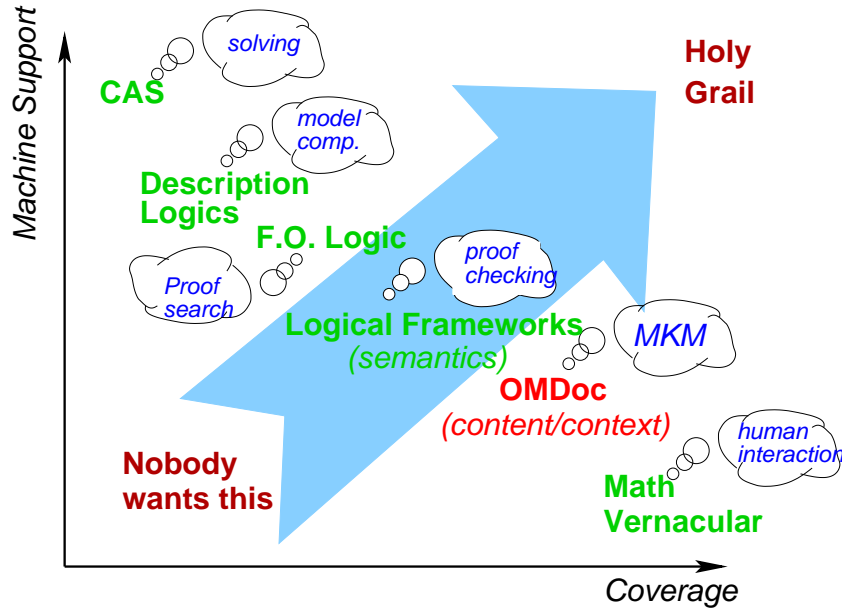 Machine Support
solving
CAS
Holy
Grail
model
comp.
Description
Logics
F.O. Logic
Proof
search
proof
checking
Logical Frameworks
(semantics)
MKM
OMDoc
(content/context)
human
interaction
Nobody
wants this
Math
Vernacular
Coverage